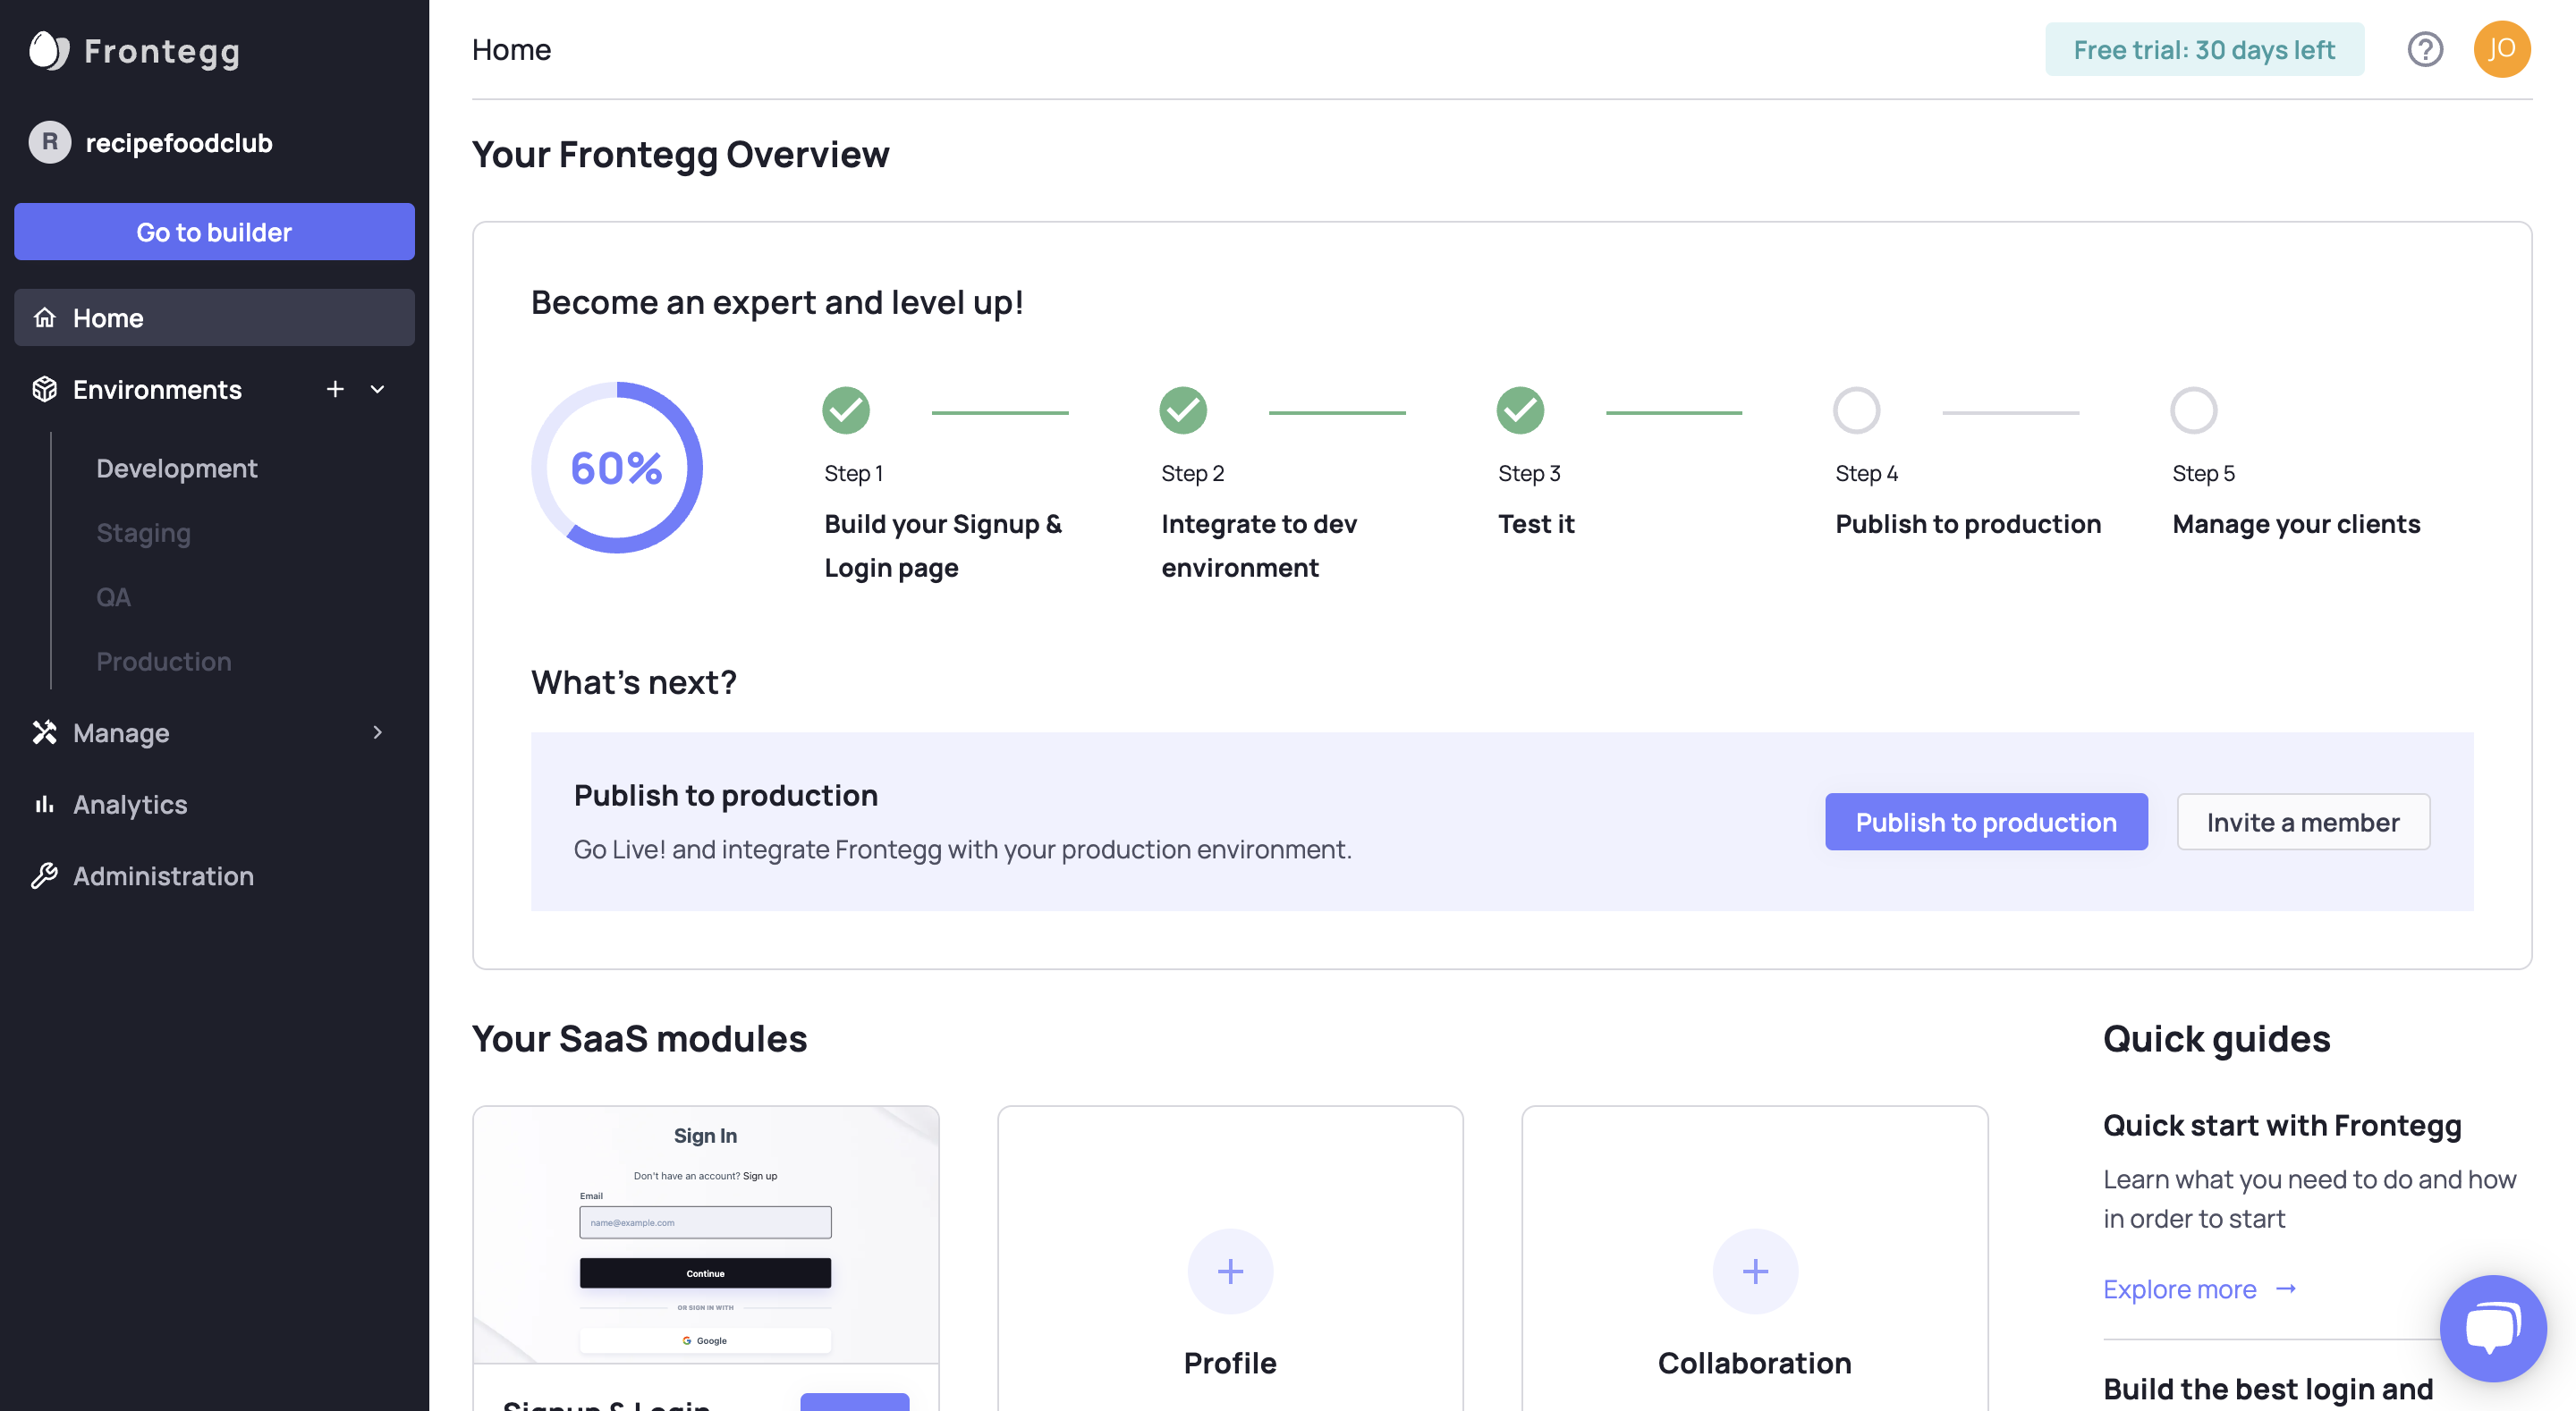 Frontegg
R recipefoodclub
Go to builder
Home
Environments
Development
Staging
QA
Production
Manage
Analytics
Administration
Home
Free trial: 30 days left
JO
Your Frontegg Overview
Become an expert and level up!
60%
Step 1
Build your Signup &
Login page
Step 2
Integrate to dev
environment
Step 3
Test it
Step 4
Publish to production
Step 5
Manage your clients
What's next?
Publish to production
Go Live! and integrate Frontegg with your production environment.
Publish to production
Invite a member
Your SaaS modules
Sign In
Don't have an account? Sign up
Email
name@example.com
Continue
OR SIGN IN WITH
Google
Signup & Login
Profile
Collaboration
Quick guides
Quick start with Frontegg
Learn what you need to do and how
in order to start
Explore more →
Build the best login and